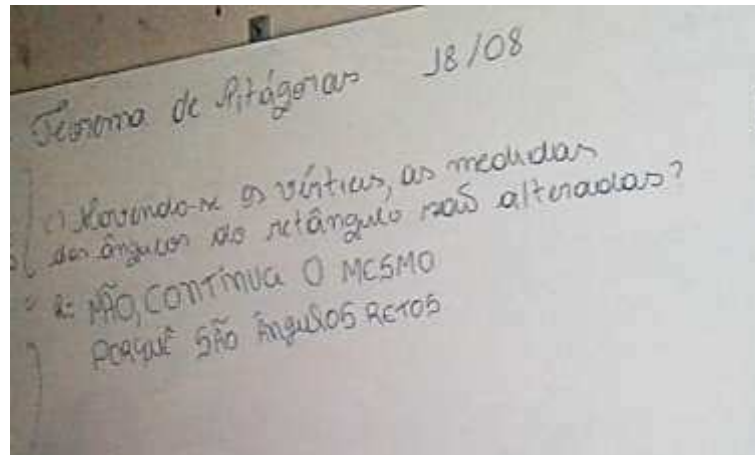 Teorema de Pitágoras 18/08
c) Movendo-se os vértices, as medidas
dos ângulos do retângulo são alteradas?
R: NÃO, CONTINUA O MESMO
PORQUÊ SÃO ÂNGULOS RETOS